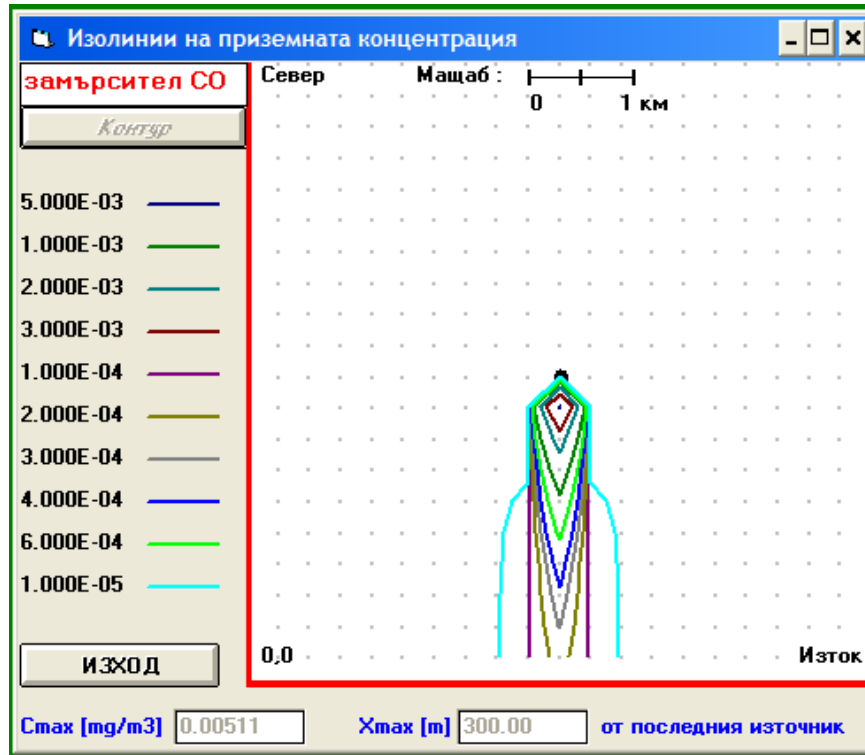 Изолинии на приземната концентрация
замърсител CO
Север Мащаб :
0 1 км
Контур
5.000E-03
1.000E-03
2.000E-03
3.000E-03
1.000E-04
2.000E-04
3.000E-04
4.000E-04
6.000E-04
1.000E-05
ИЗХОД
0,0 Изток
Cmax [mg/m3] 0.00511 Xmax [m] 300.00 от последния източник